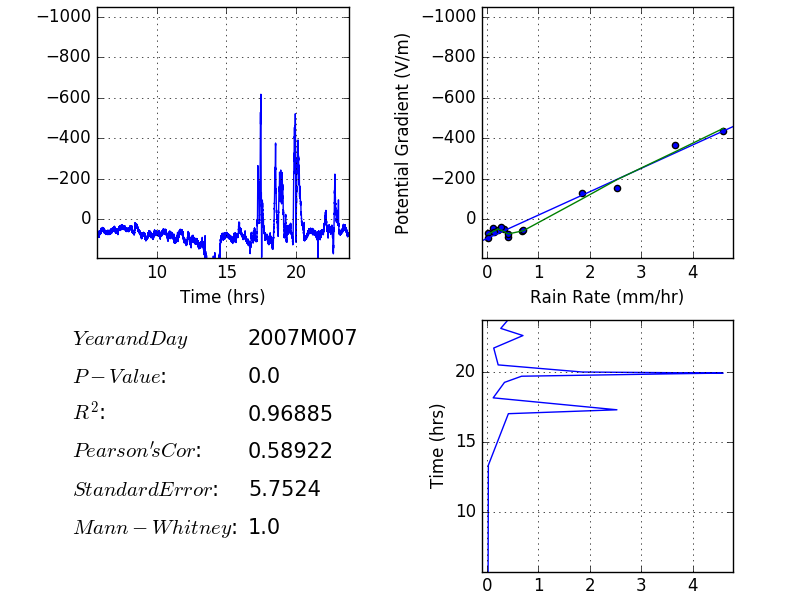 −1000
−800
−600
−400
−200
0
10 15 20
Time (hrs)
Potential Gradient (V/m)
−1000
−800
−600
−400
−200
0
0 1 2 3 4
Rain Rate (mm/hr)
YearandDay 2007M007
P−Value: 0.0
R²: 0.96885
Pearson'sCor: 0.58922
StandardError: 5.7524
Mann−Whitney: 1.0
Time (hrs)
20
15
10
0 1 2 3 4